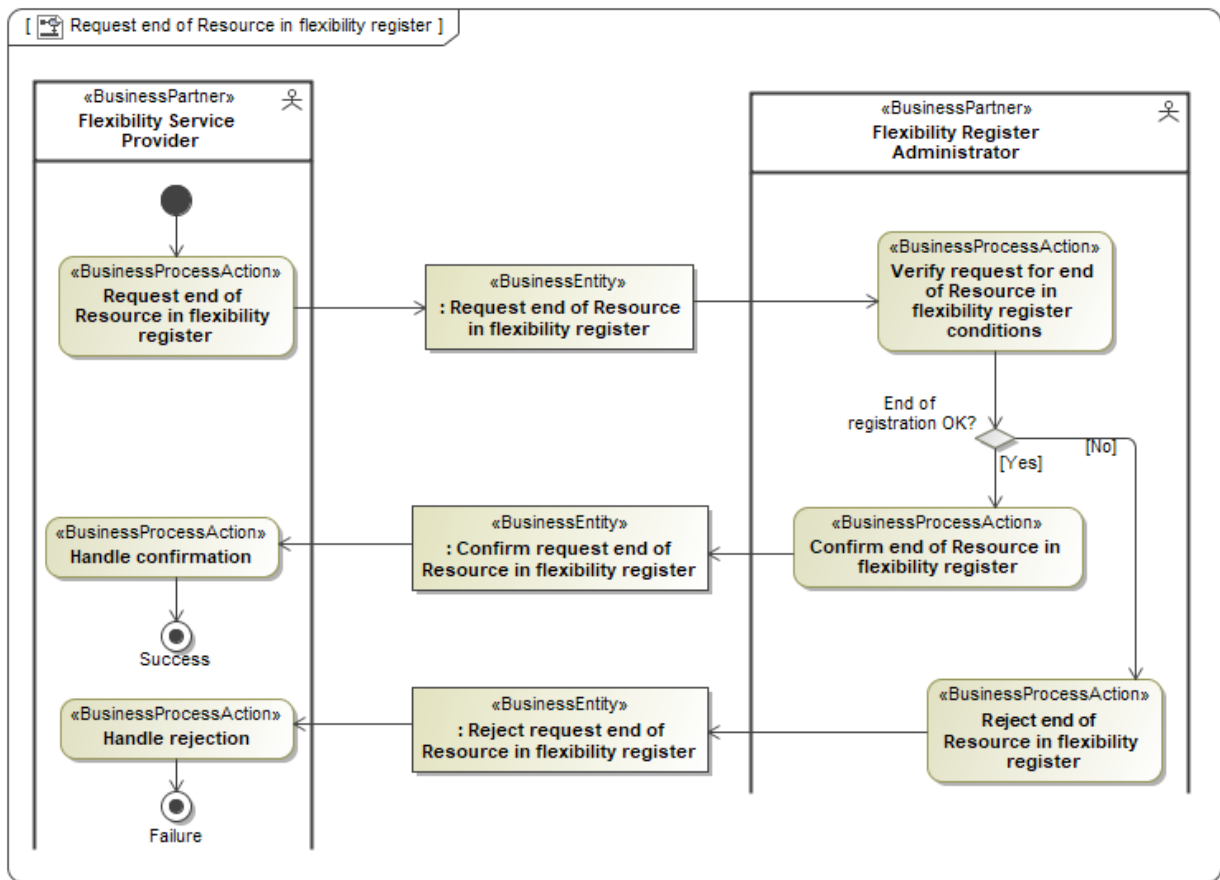 [ Request end of Resource in flexibility register ]
«BusinessPartner»
Flexibility Service
Provider
«BusinessPartner»
Flexibility Register
Administrator
«BusinessProcessAction»
Request end of
Resource in flexibility
register
«BusinessEntity»
: Request end of Resource
in flexibility register
«BusinessProcessAction»
Verify request for end
of Resource in
flexibility register
conditions
End of
registration OK?
[No]
[Yes]
«BusinessProcessAction»
Handle confirmation
«BusinessEntity»
: Confirm request end of
Resource in flexibility register
«BusinessProcessAction»
Confirm end of Resource in
flexibility register
Success
«BusinessProcessAction»
Handle rejection
«BusinessEntity»
: Reject request end of
Resource in flexibility register
«BusinessProcessAction»
Reject end of
Resource in flexibility
register
Failure